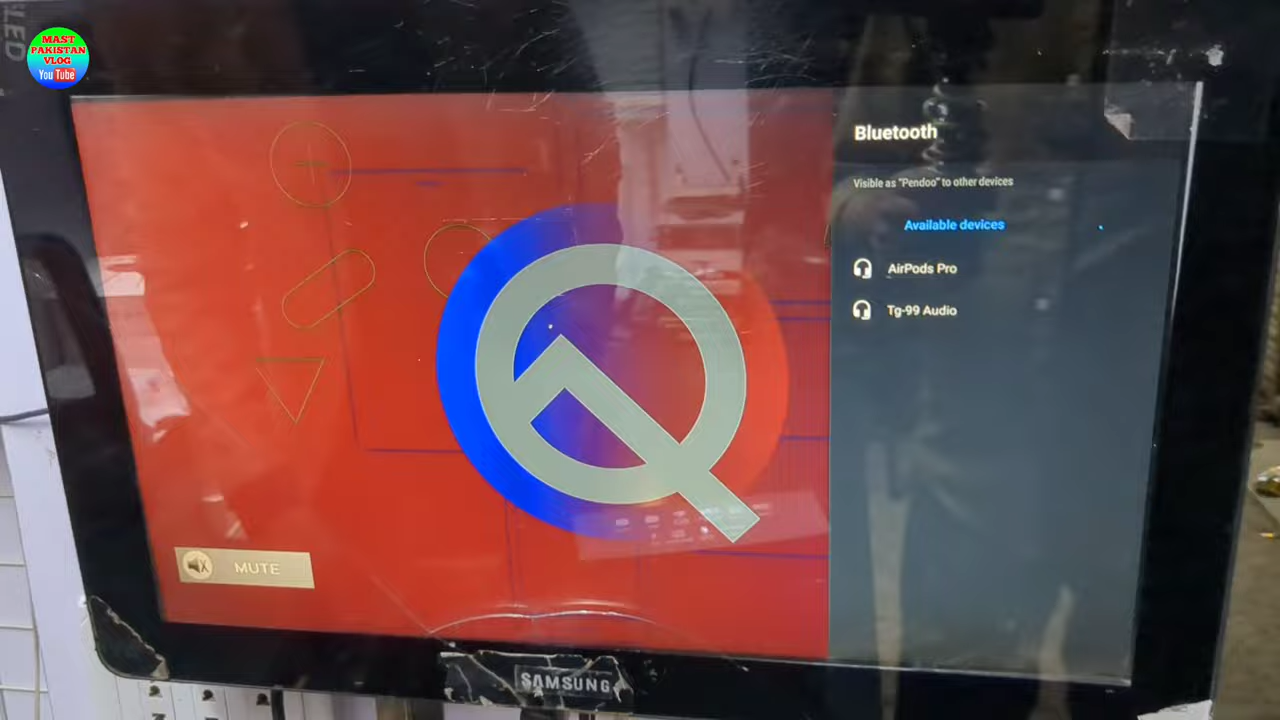 LED
MAST
PAKISTAN
VLOG
You Tube
Bluetooth
Visible as "Pendoo" to other devices
Available devices
AirPods Pro
Tg-99 Audio
MUTE
SAMSUNG